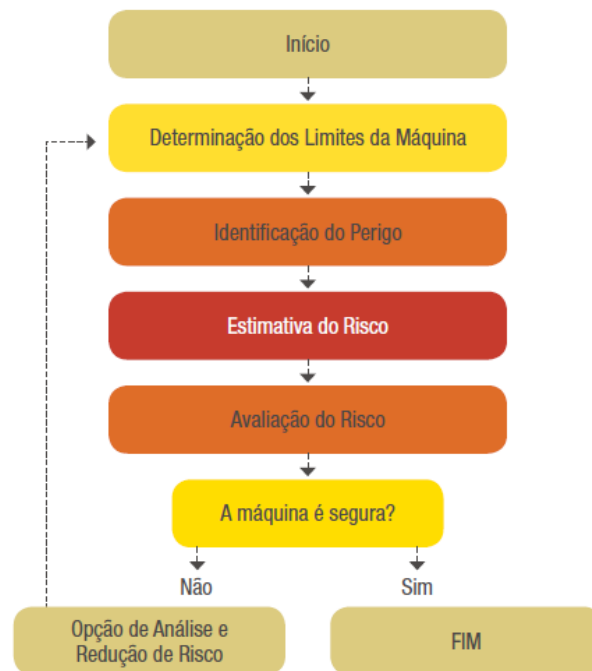 Início
Determinação dos Limites da Máquina
Identificação do Perigo
Estimativa do Risco
Avaliação do Risco
A máquina é segura?
Não
Sim
Opção de Análise e
Redução de Risco
FIM